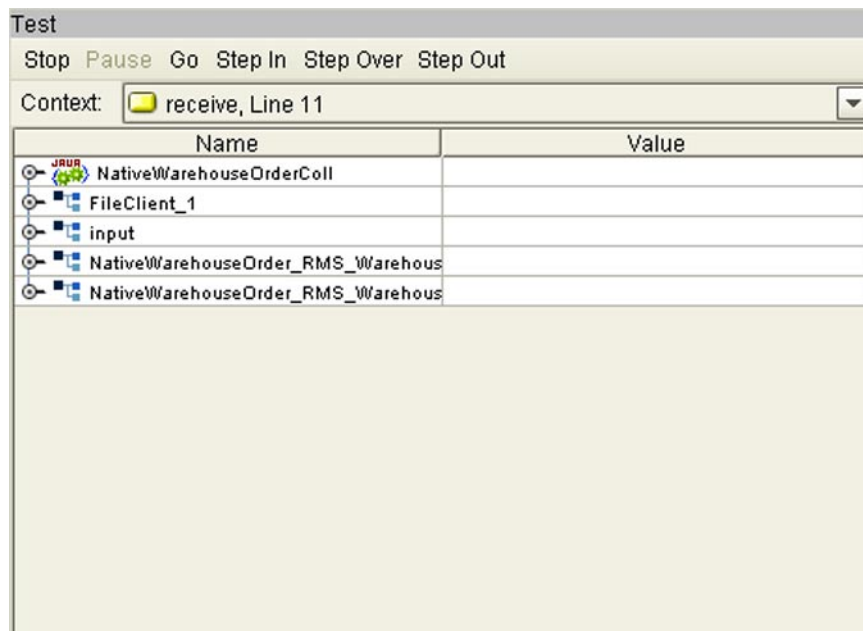 Test
Stop Pause Go Step In Step Over Step Out
Context: receive, Line 11
Name Value
JAVA NativeWarehouseOrderColl
FileClient_1
input
NativeWarehouseOrder_RMS_Warehous
NativeWarehouseOrder_RMS_Warehous